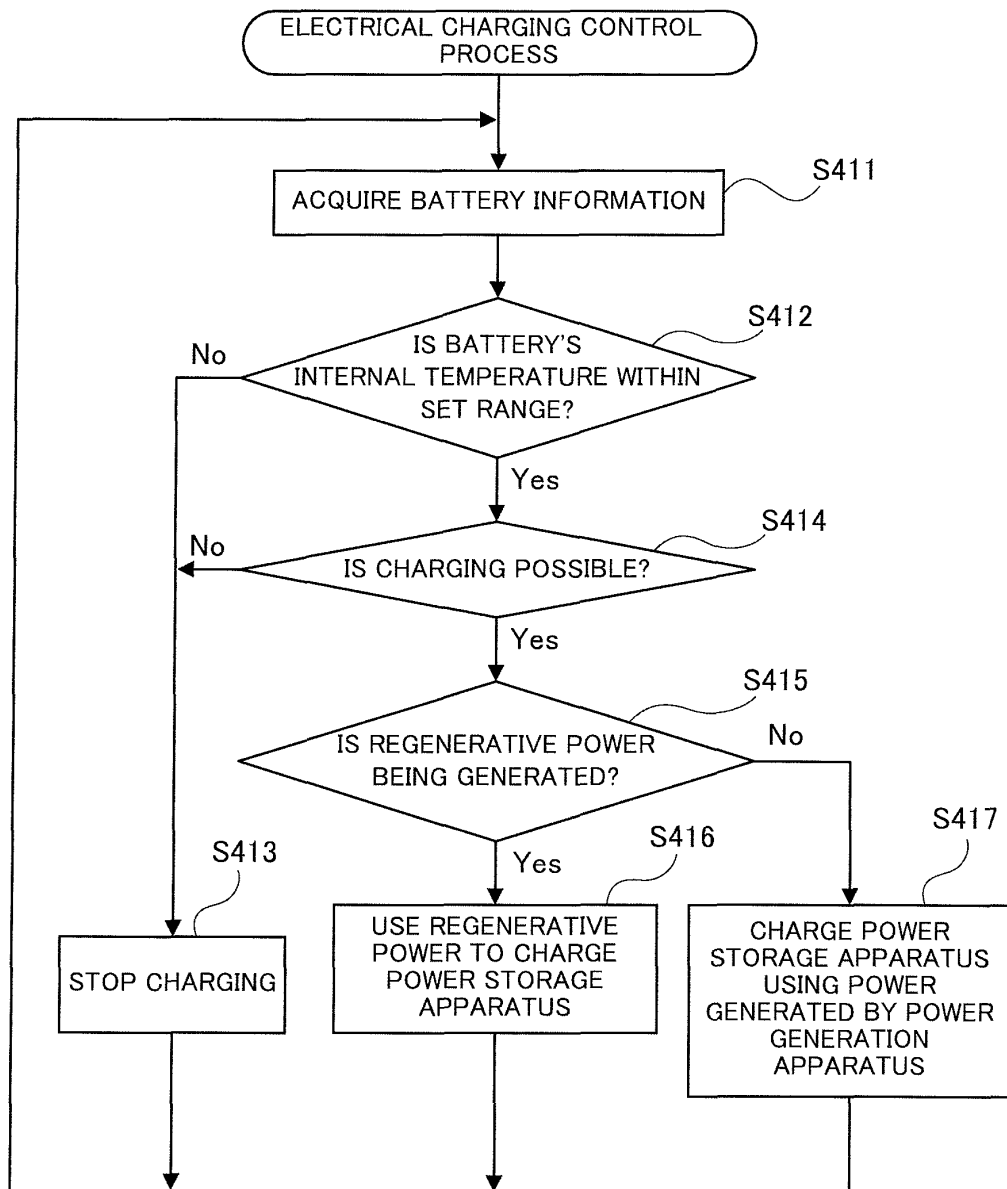 ELECTRICAL CHARGING CONTROL
PROCESS
S411
ACQUIRE BATTERY INFORMATION
S412
No
IS BATTERY'S
INTERNAL TEMPERATURE WITHIN
SET RANGE?
Yes
S414
No
IS CHARGING POSSIBLE?
Yes
S415
IS REGENERATIVE POWER
BEING GENERATED?
No
Yes
S413
STOP CHARGING
S416
USE REGENERATIVE
POWER TO CHARGE
POWER STORAGE
APPARATUS
S417
CHARGE POWER
STORAGE APPARATUS
USING POWER
GENERATED BY POWER
GENERATION
APPARATUS